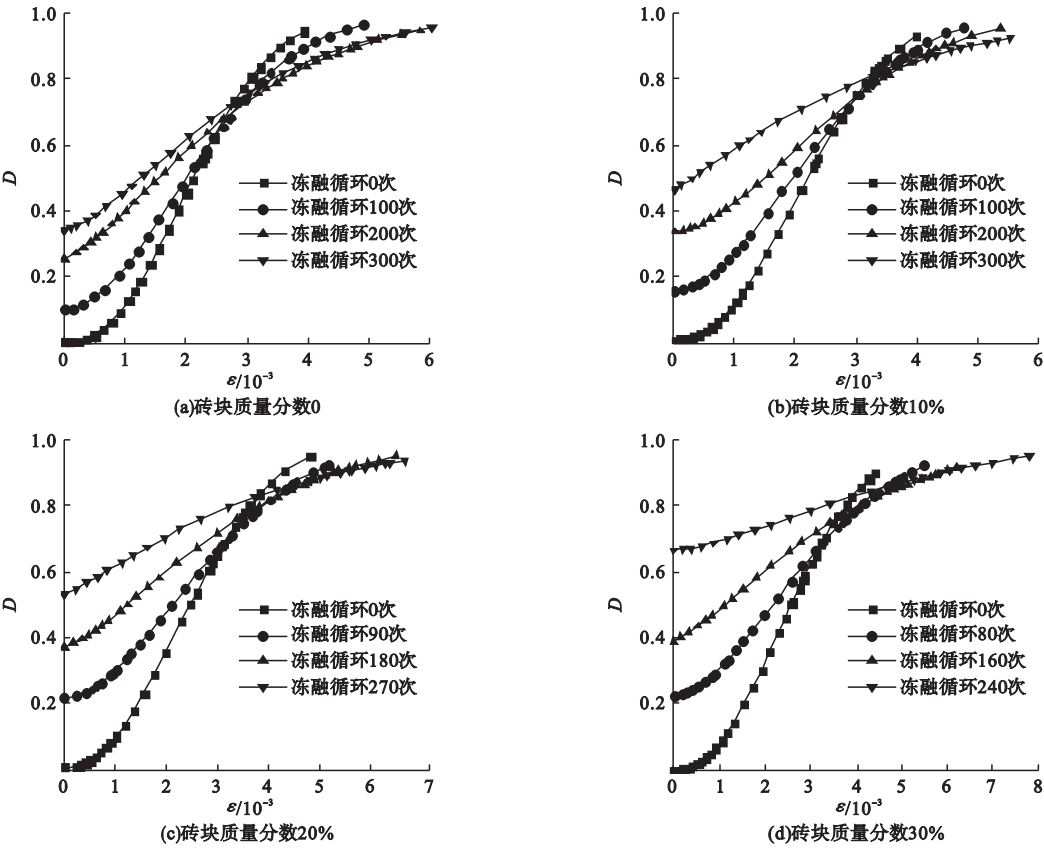 1.0
0.8
0.6
0.4
0.2
D
冻融循环0次
冻融循环100次
冻融循环200次
冻融循环300次
0 1 2 3 4 5 6
ε/10⁻³
(a)砖块质量分数0
1.0
0.8
0.6
0.4
0.2
D
冻融循环0次
冻融循环100次
冻融循环200次
冻融循环300次
0 1 2 3 4 5 6
ε/10⁻³
(b)砖块质量分数10%
1.0
0.8
0.6
0.4
0.2
D
冻融循环0次
冻融循环90次
冻融循环180次
冻融循环270次
0 1 2 3 4 5 6 7
ε/10⁻³
(c)砖块质量分数20%
1.0
0.8
0.6
0.4
0.2
D
冻融循环0次
冻融循环80次
冻融循环160次
冻融循环240次
0 1 2 3 4 5 6 7 8
ε/10⁻³
(d)砖块质量分数30%